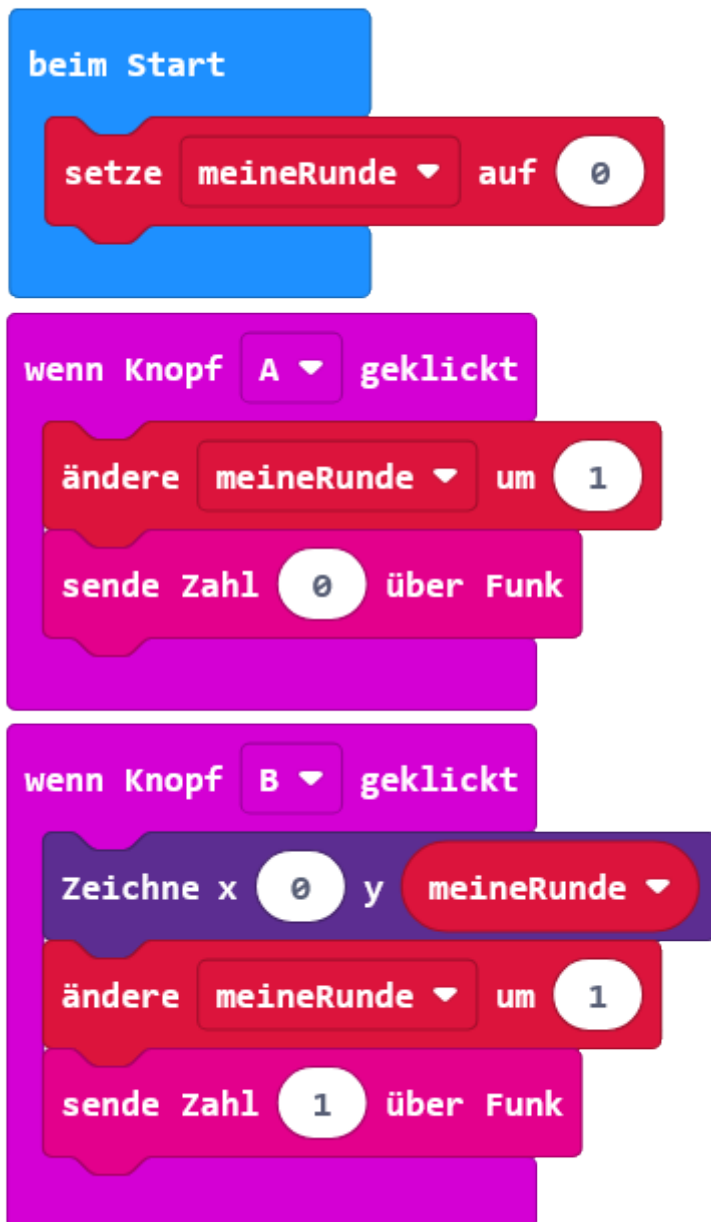 beim Start
setze meineRunde auf 0
wenn Knopf A geklickt
ändere meineRunde um 1
sende Zahl 0 über Funk
wenn Knopf B geklickt
Zeichne x 0 y meineRunde
ändere meineRunde um 1
sende Zahl 1 über Funk